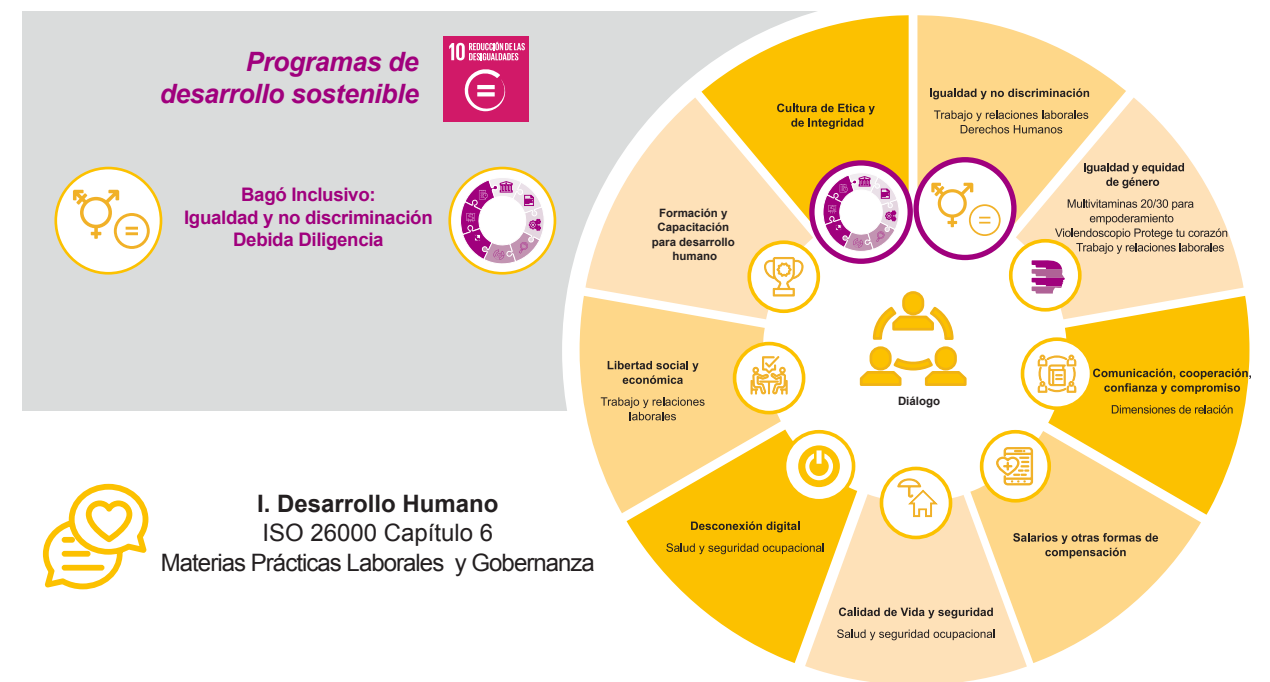 Programas de
desarrollo sostenible
10 REDUCCIÓN DE LAS
DESIGUALDADES
Bagó Inclusivo:
Igualdad y no discriminación
Debida Diligencia
I. Desarrollo Humano
ISO 26000 Capítulo 6
Materias Prácticas Laborales y Gobernanza
Cultura de Etica y
de Integridad
Igualdad y no discriminación
Trabajo y relaciones laborales
Derechos Humanos
Igualdad y equidad
de género
Multivitaminas 20/30 para
empoderamiento
Violendoscopio Protege tu corazón
Trabajo y relaciones laborales
Comunicación, cooperación,
confianza y compromiso
Dimensiones de relación
Salarios y otras formas de
compensación
Calidad de Vida y seguridad
Salud y seguridad ocupacional
Desconexión digital
Salud y seguridad ocupacional
Libertad social y
económica
Trabajo y relaciones
laborales
Formación y
Capacitación
para desarrollo
humano
Diálogo